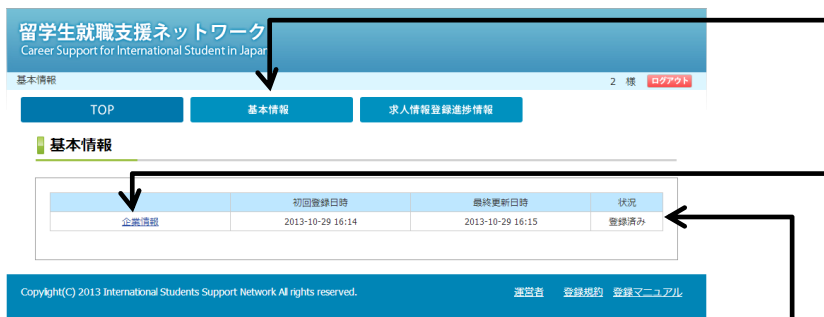 留学生就職支援ネットワーク
Career Support for International Student in Japan
基本情報 2 様 ログアウト
TOP 基本情報 求人情報登録進捗情報
基本情報
初回登録日時 最終更新日時 状況
企業情報 2013-10-29 16:14 2013-10-29 16:15 登録済み
Copyright(C) 2013 International Students Support Network All rights reserved. 運営者 登録規約 登録マニュアル